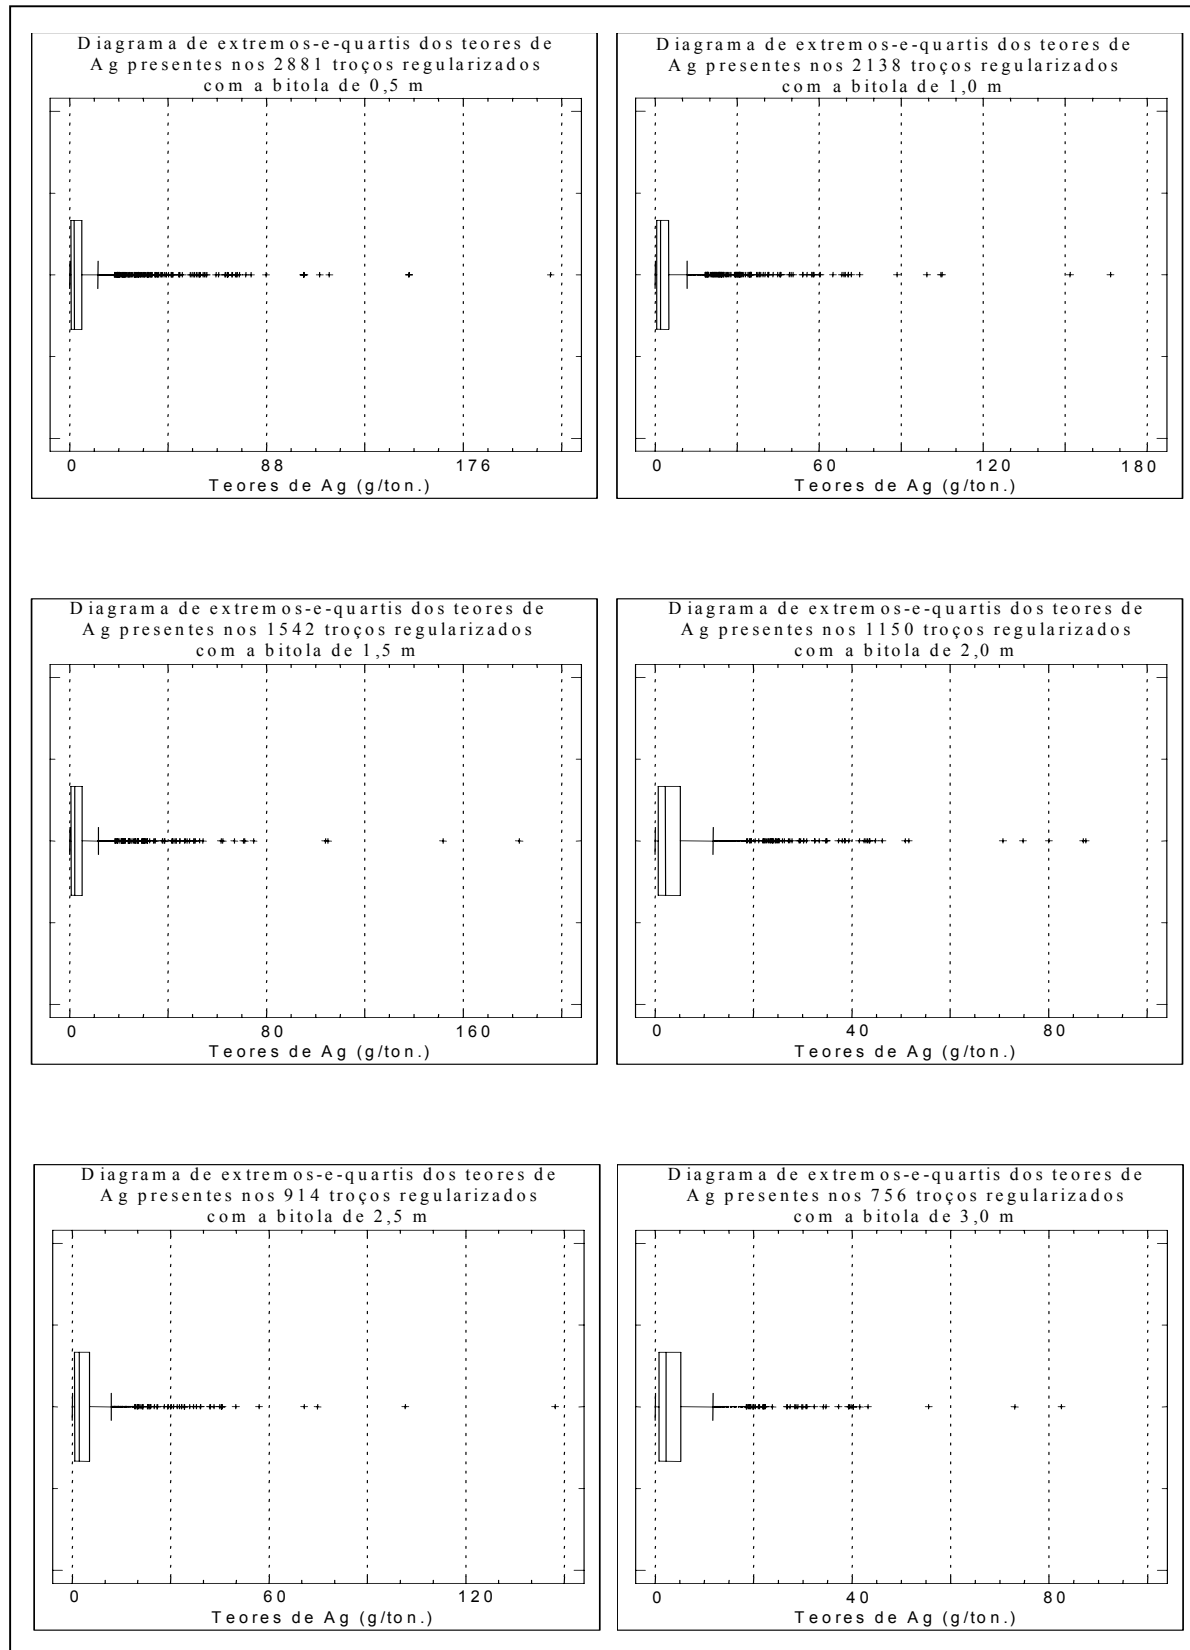 Diagrama de extremos-e-quartis dos teores de
Ag presentes nos 2881 troços regularizados
com a bitola de 0,5 m
0 88 176
Teores de Ag (g/ton.)
Diagrama de extremos-e-quartis dos teores de
Ag presentes nos 2138 troços regularizados
com a bitola de 1,0 m
0 60 120 180
Teores de Ag (g/ton.)
Diagrama de extremos-e-quartis dos teores de
Ag presentes nos 1542 troços regularizados
com a bitola de 1,5 m
0 80 160
Teores de Ag (g/ton.)
Diagrama de extremos-e-quartis dos teores de
Ag presentes nos 1150 troços regularizados
com a bitola de 2,0 m
0 40 80
Teores de Ag (g/ton.)
Diagrama de extremos-e-quartis dos teores de
Ag presentes nos 914 troços regularizados
com a bitola de 2,5 m
0 60 120
Teores de Ag (g/ton.)
Diagrama de extremos-e-quartis dos teores de
Ag presentes nos 756 troços regularizados
com a bitola de 3,0 m
0 40 80
Teores de Ag (g/ton.)